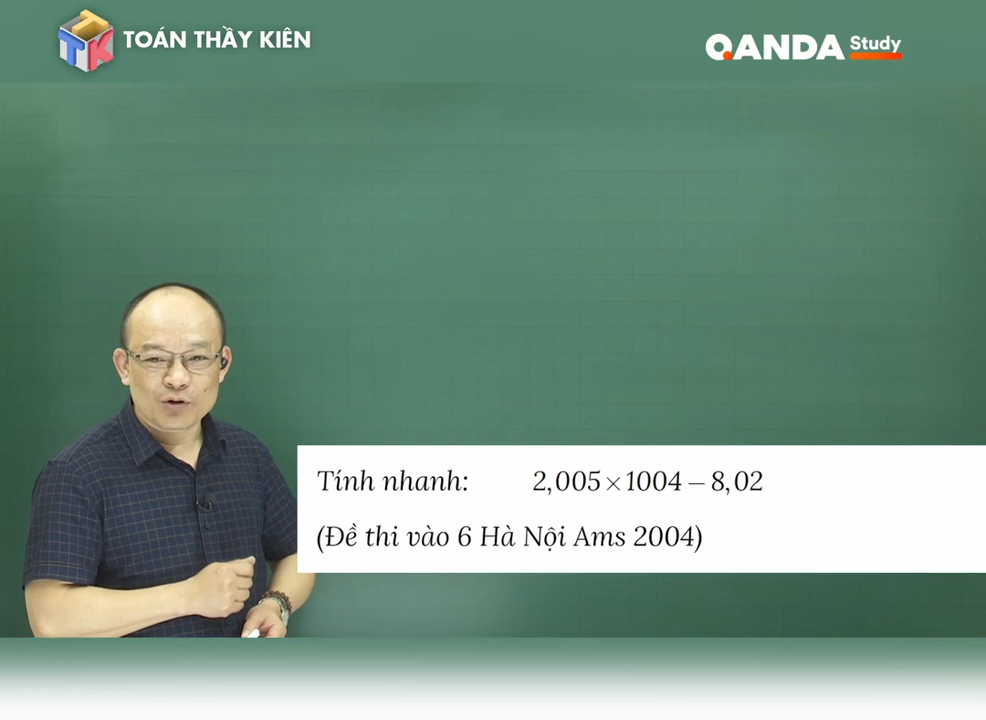 TOÁN THẦY KIÊN
QANDA Study
Tính nhanh: 2,005 × 1004 – 8,02
(Đề thi vào 6 Hà Nội Ams 2004)